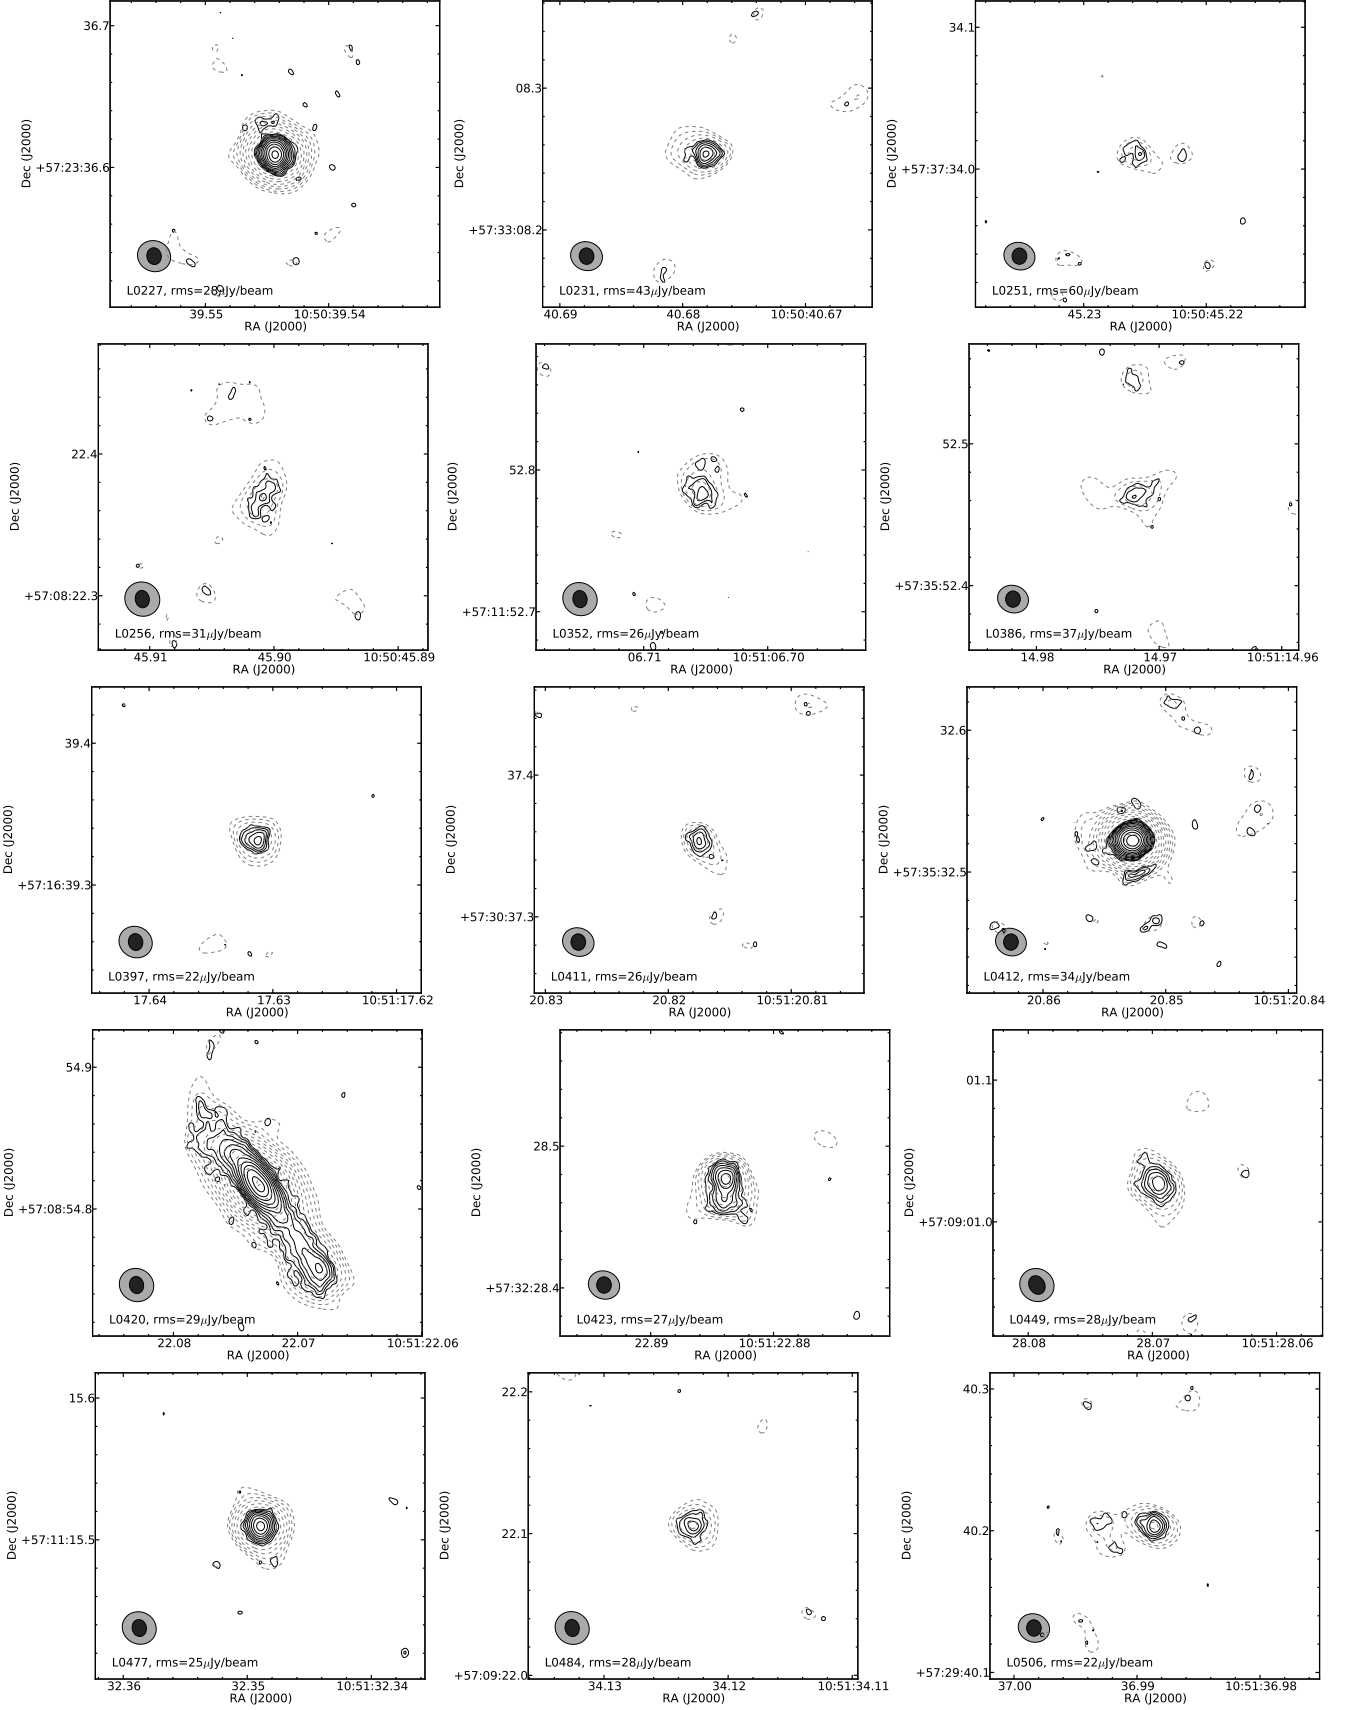 36.7
+57:23:36.6
Dec (J2000)
L0227, rms=28μJy/beam
39.55 10:50:39.54
RA (J2000)
08.3
+57:33:08.2
Dec (J2000)
L0231, rms=43μJy/beam
40.69 40.68 10:50:40.67
RA (J2000)
34.1
+57:37:34.0
Dec (J2000)
L0251, rms=60μJy/beam
45.23 10:50:45.22
RA (J2000)
22.4
+57:08:22.3
Dec (J2000)
L0256, rms=31μJy/beam
45.91 45.90 10:50:45.89
RA (J2000)
52.8
+57:11:52.7
Dec (J2000)
L0352, rms=26μJy/beam
06.71 10:51:06.70
RA (J2000)
52.5
+57:35:52.4
Dec (J2000)
L0386, rms=37μJy/beam
14.98 14.97 10:51:14.96
RA (J2000)
39.4
+57:16:39.3
Dec (J2000)
L0397, rms=22μJy/beam
17.64 17.63 10:51:17.62
RA (J2000)
37.4
+57:30:37.3
Dec (J2000)
L0411, rms=26μJy/beam
20.83 20.82 10:51:20.81
RA (J2000)
32.6
+57:35:32.5
Dec (J2000)
L0412, rms=34μJy/beam
20.86 20.85 10:51:20.84
RA (J2000)
54.9
+57:08:54.8
Dec (J2000)
L0420, rms=29μJy/beam
22.08 22.07 10:51:22.06
RA (J2000)
28.5
+57:32:28.4
Dec (J2000)
L0423, rms=27μJy/beam
22.89 10:51:22.88
RA (J2000)
01.1
+57:09:01.0
Dec (J2000)
L0449, rms=28μJy/beam
28.08 28.07 10:51:28.06
RA (J2000)
15.6
+57:11:15.5
Dec (J2000)
L0477, rms=25μJy/beam
32.36 32.35 10:51:32.34
RA (J2000)
22.2
22.1
+57:09:22.0
Dec (J2000)
L0484, rms=28μJy/beam
34.13 34.12 10:51:34.11
RA (J2000)
40.3
40.2
+57:29:40.1
Dec (J2000)
L0506, rms=22μJy/beam
37.00 36.99 10:51:36.98
RA (J2000)